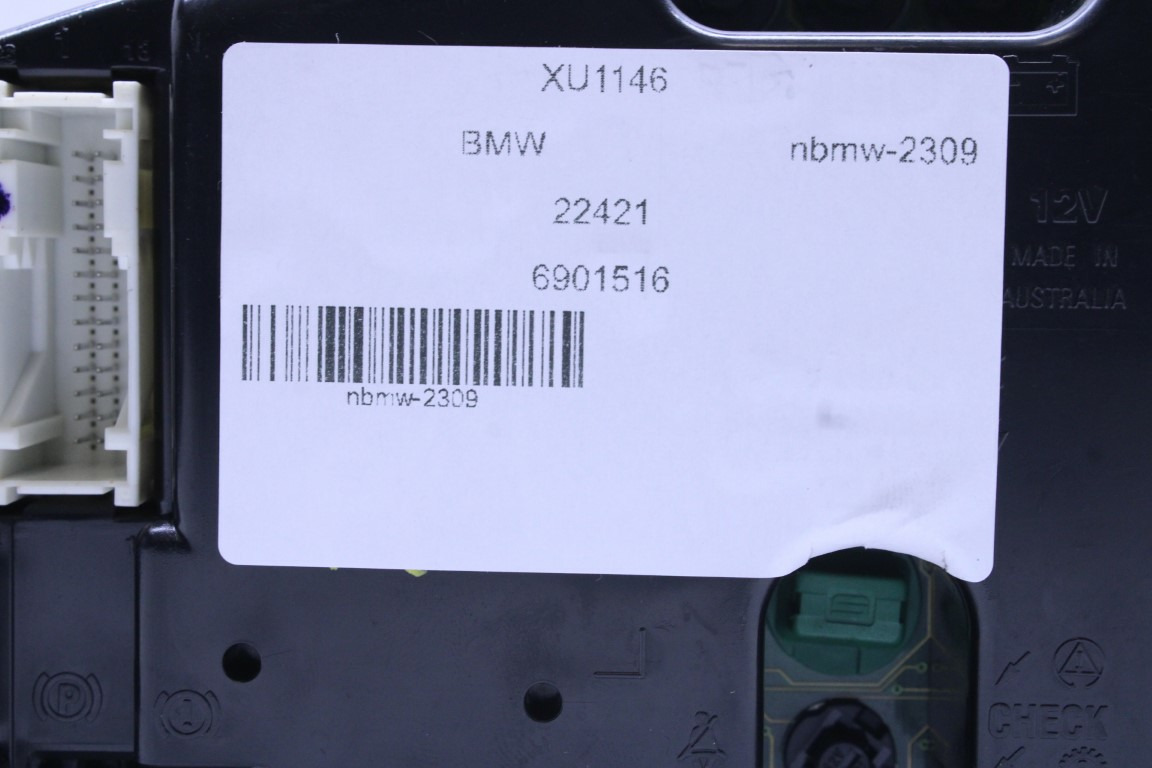 XU1146
BMW nbmw-2309
22421
6901516
nbmw-2309
12V
MADE IN
AUSTRALIA
P
CHECK
A